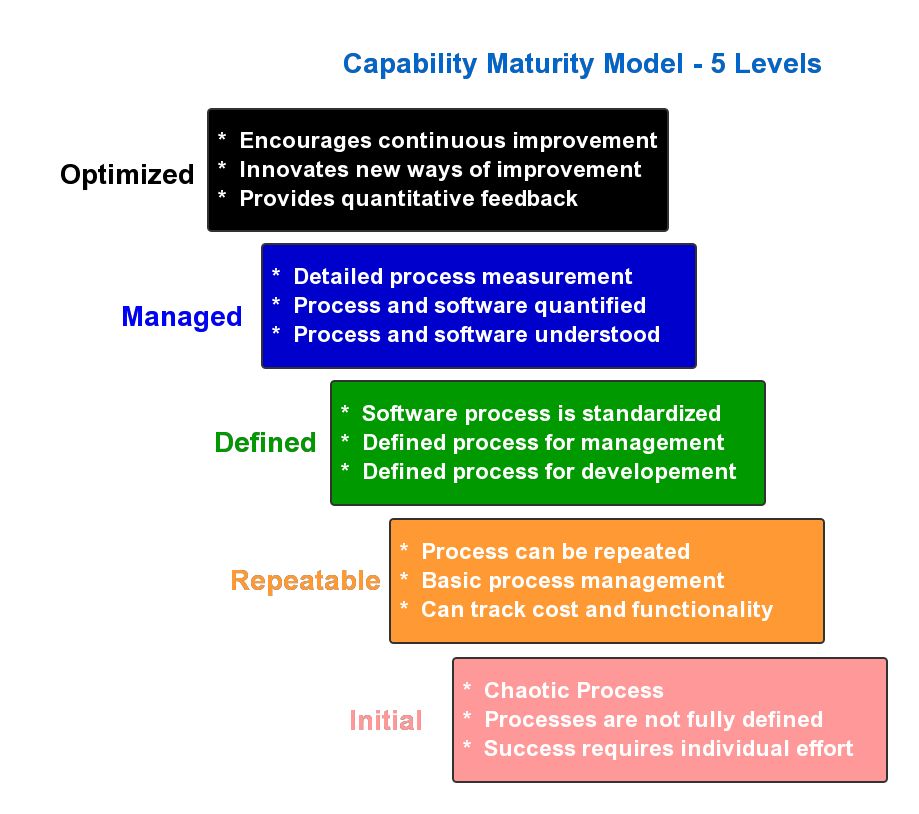 Capability Maturity Model - 5 Levels
Optimized
* Encourages continuous improvement
* Innovates new ways of improvement
* Provides quantitative feedback
Managed
* Detailed process measurement
* Process and software quantified
* Process and software understood
Defined
* Software process is standardized
* Defined process for management
* Defined process for developement
Repeatable
* Process can be repeated
* Basic process management
* Can track cost and functionality
Initial
* Chaotic Process
* Processes are not fully defined
* Success requires individual effort